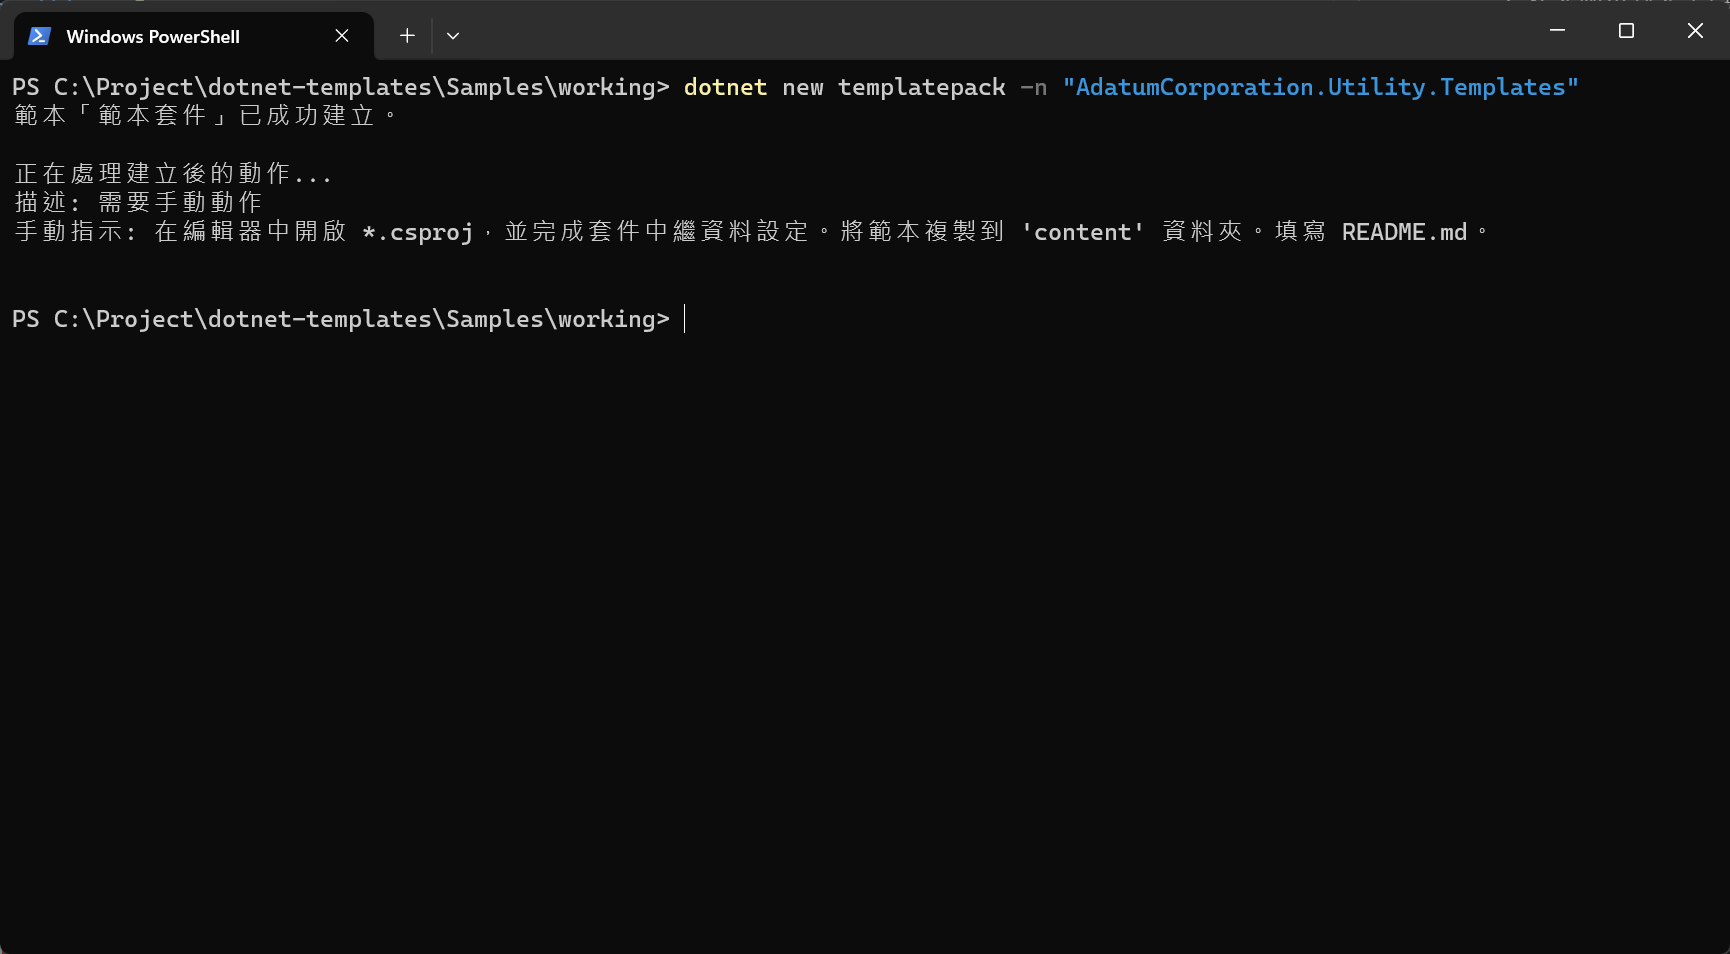 Windows PowerShell
PS C:\Project\dotnet-templates\Samples\working> dotnet new templatepack -n "AdatumCorporation.Utility.Templates"
範本「範本套件」已成功建立。
正在處理建立後的動作...
描述: 需要手動動作
手動指示: 在編輯器中開啟 *.csproj，並完成套件中繼資料設定。將範本複製到 'content' 資料夾。填寫 README.md。
PS C:\Project\dotnet-templates\Samples\working>